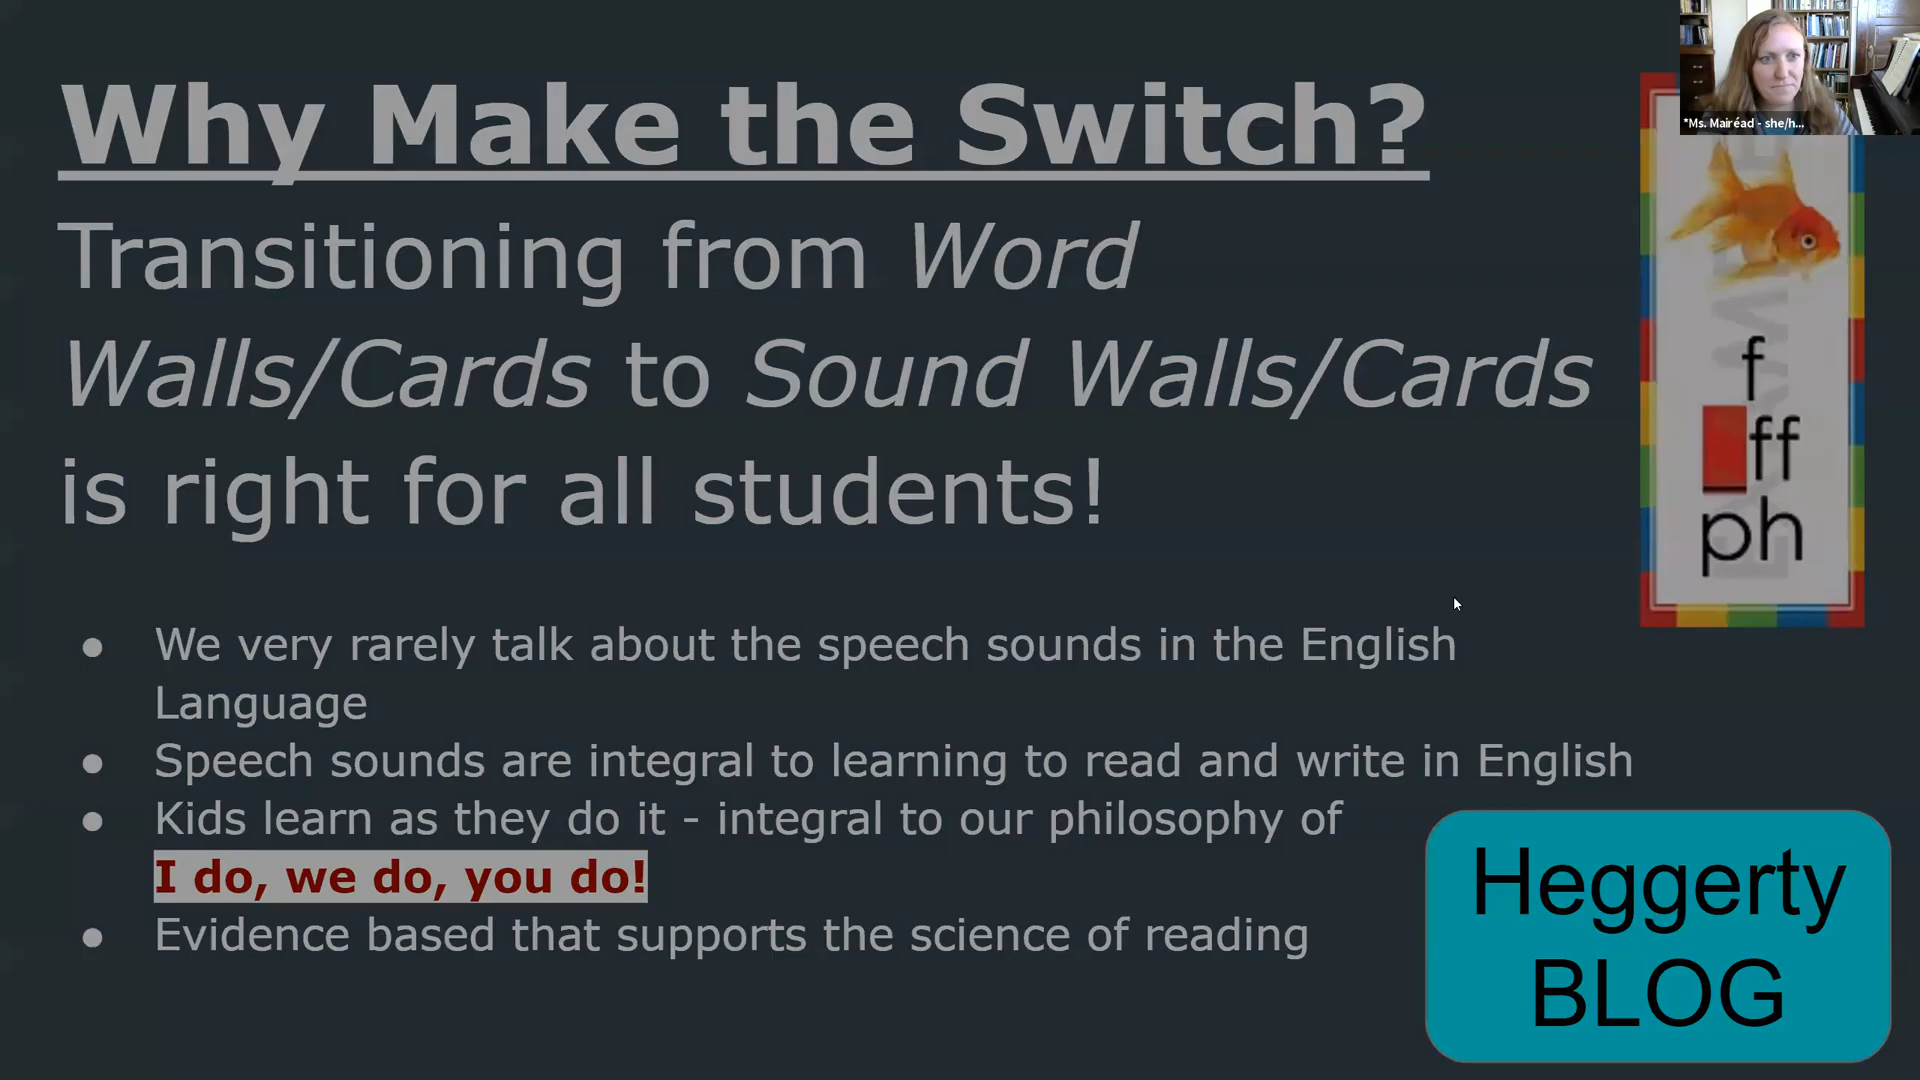 *Ms. Mairéad - she/h...
Why Make the Switch?
Transitioning from Word
Walls/Cards to Sound Walls/Cards
is right for all students!
f
ff
ph
● We very rarely talk about the speech sounds in the English
Language
● Speech sounds are integral to learning to read and write in English
● Kids learn as they do it - integral to our philosophy of
I do, we do, you do!
● Evidence based that supports the science of reading
Heggerty
BLOG